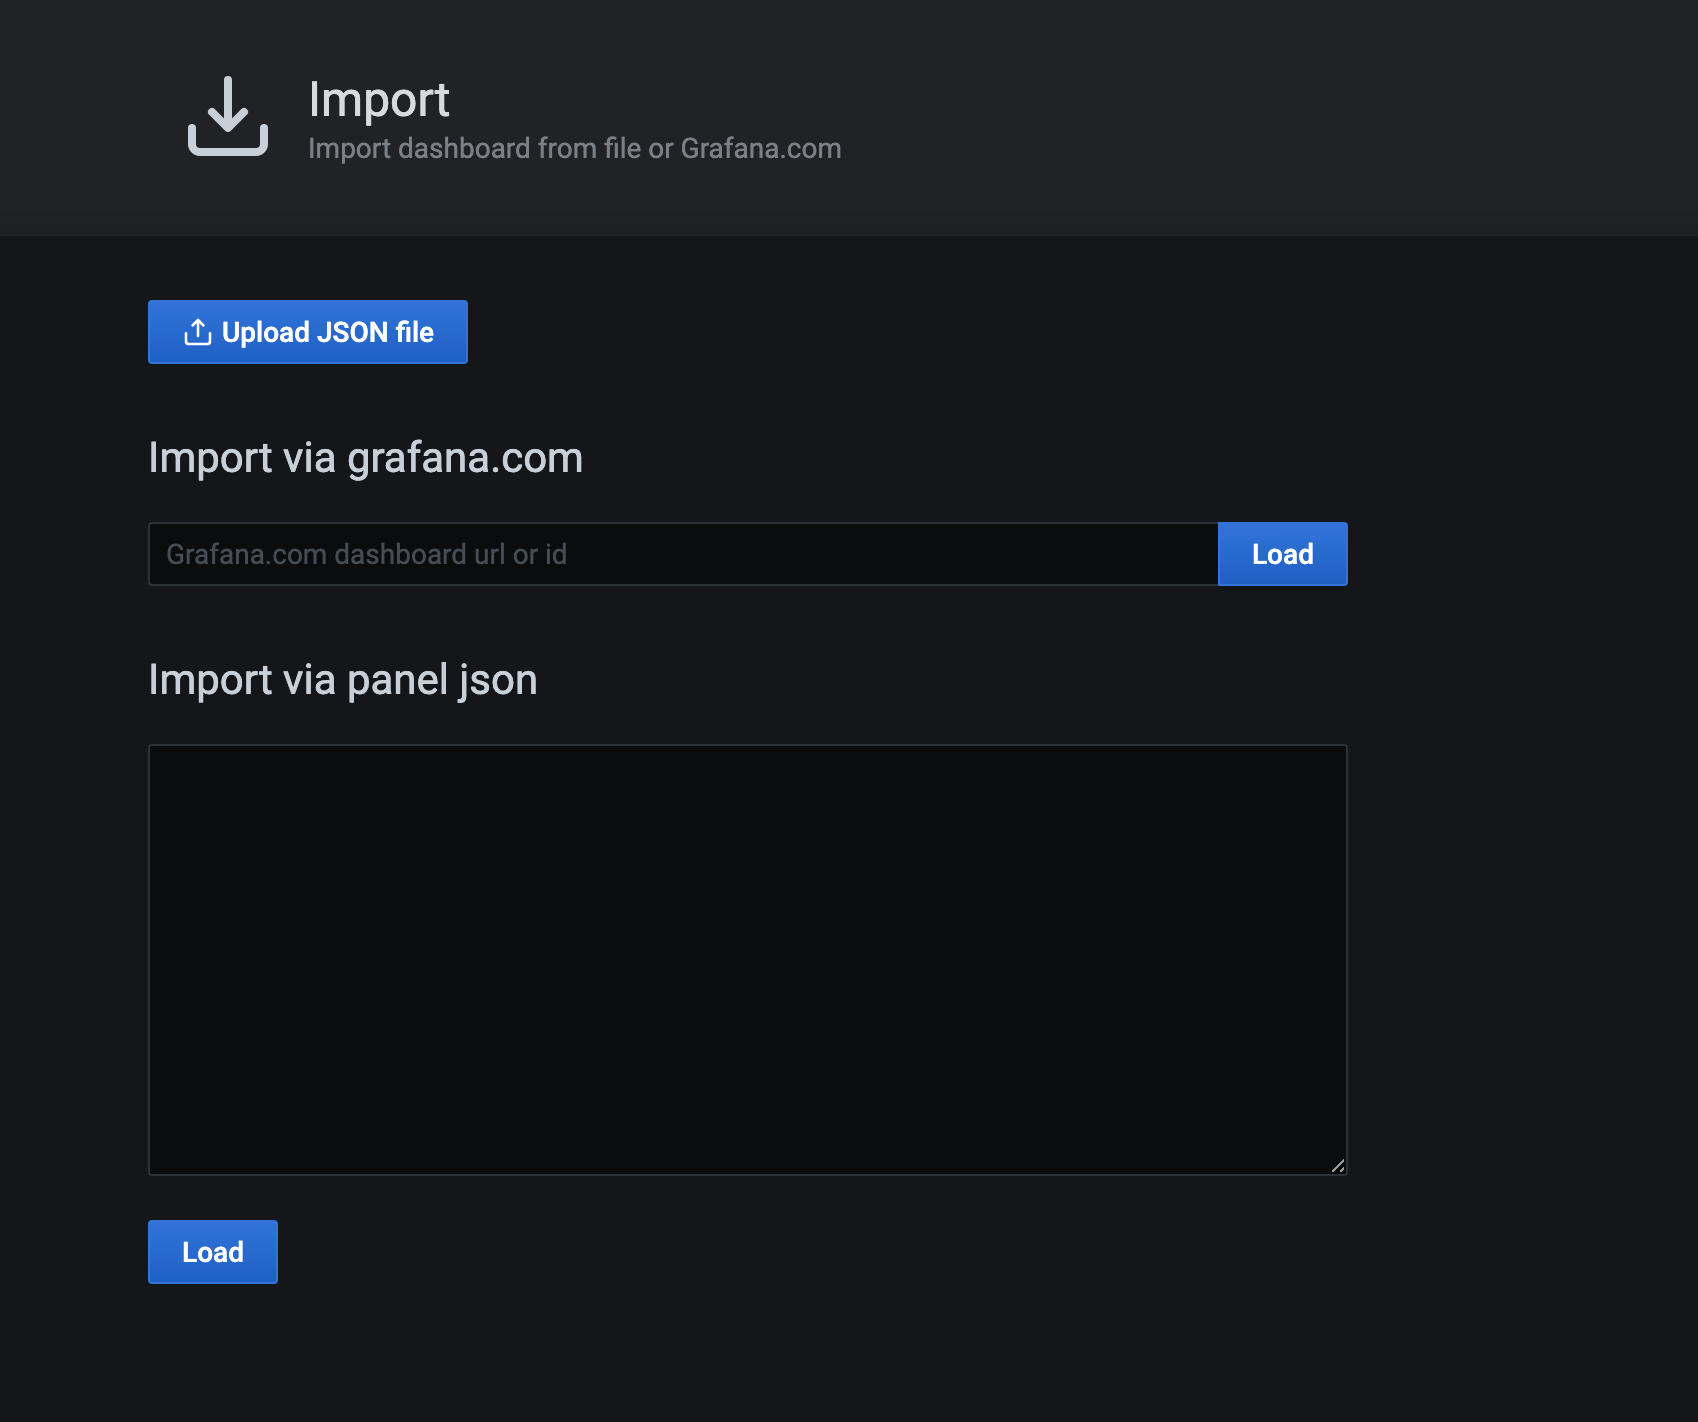 Import
Import dashboard from file or Grafana.com
Upload JSON file
Import via grafana.com
Grafana.com dashboard url or id
Load
Import via panel json
Load